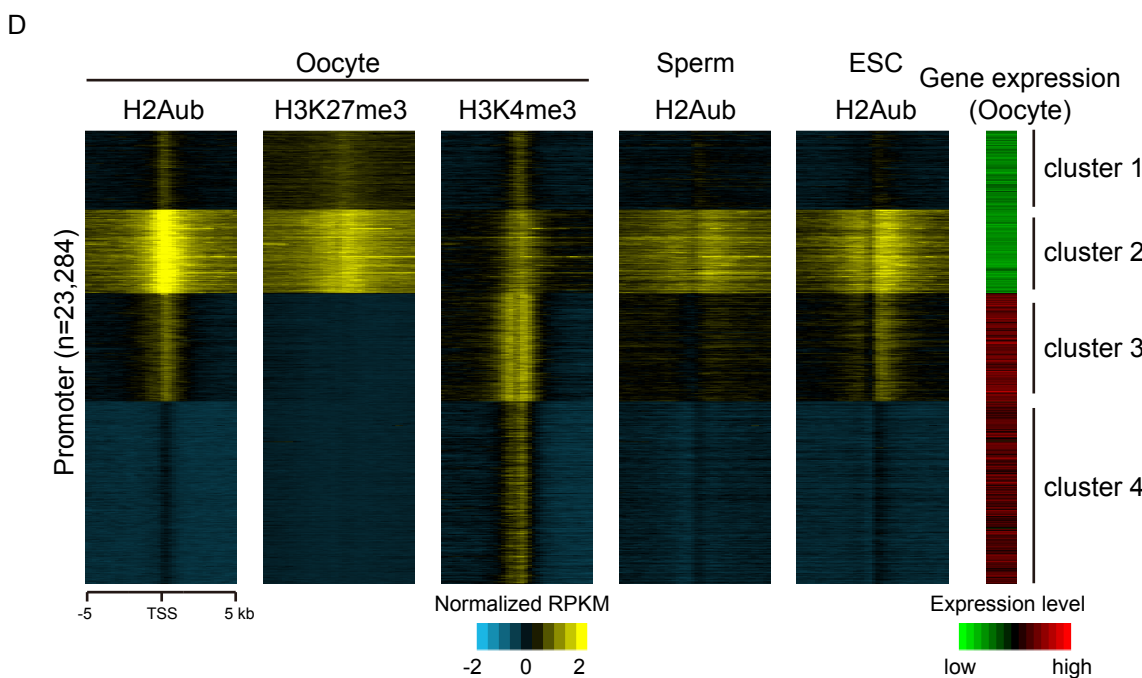 D
Oocyte
Sperm
ESC
Gene expression
(Oocyte)
H2Aub
H3K27me3
H3K4me3
H2Aub
H2Aub
Promoter (n=23,284)
cluster 1
cluster 2
cluster 3
cluster 4
-5
TSS
5 kb
Normalized RPKM
-2
0
2
Expression level
low
high